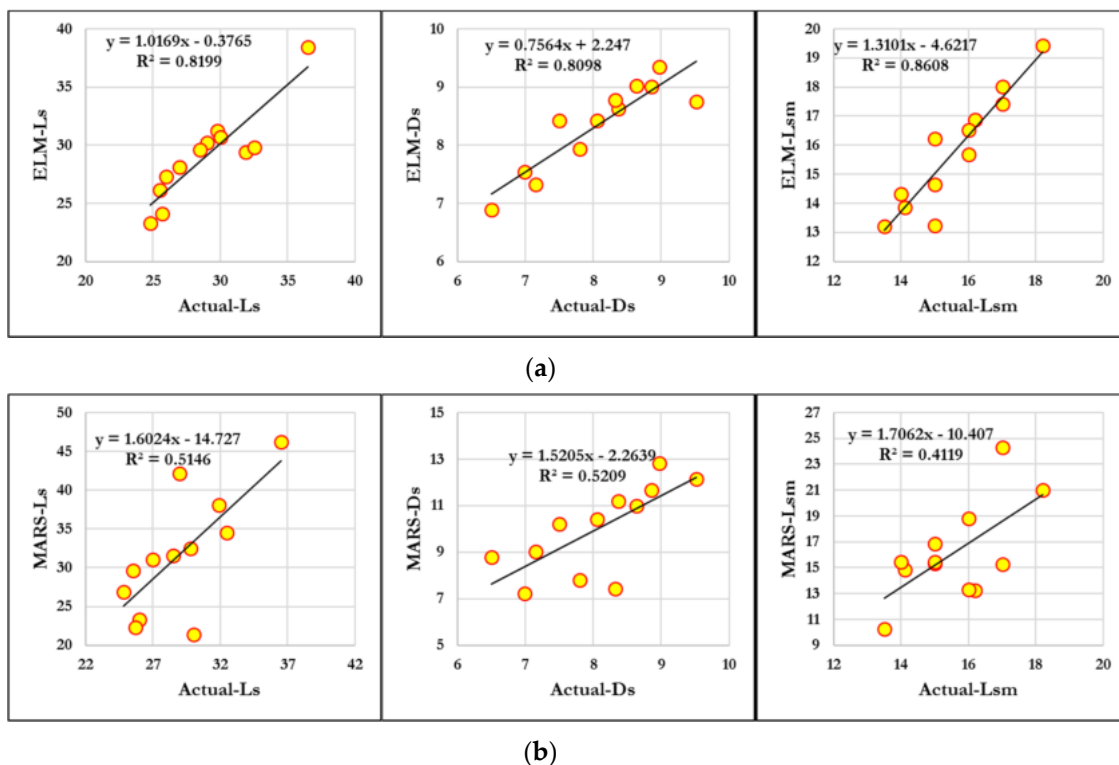 y = 1.0169x - 0.3765
R² = 0.8199
40
35
30
25
20
20
25
30
35
40
ELM-Ls
Actual-Ls
y = 0.7564x + 2.247
R² = 0.8098
10
9
8
7
6
6
7
8
9
10
ELM-Ds
Actual-Ds
y = 1.3101x - 4.6217
R² = 0.8608
20
19
18
17
16
15
14
13
12
12
14
16
18
20
ELM-Lsm
Actual-Lsm
(a)
y = 1.6024x - 14.727
R² = 0.5146
50
45
40
35
30
25
20
22
27
32
37
42
MARS-Ls
Actual-Ls
y = 1.5205x - 2.2639
R² = 0.5209
15
13
11
9
7
5
6
7
8
9
10
MARS-Ds
Actual-Ds
y = 1.7062x - 10.407
R² = 0.4119
27
25
23
21
19
17
15
13
11
9
12
14
16
18
20
MARS-Lsm
Actual-Lsm
(b)